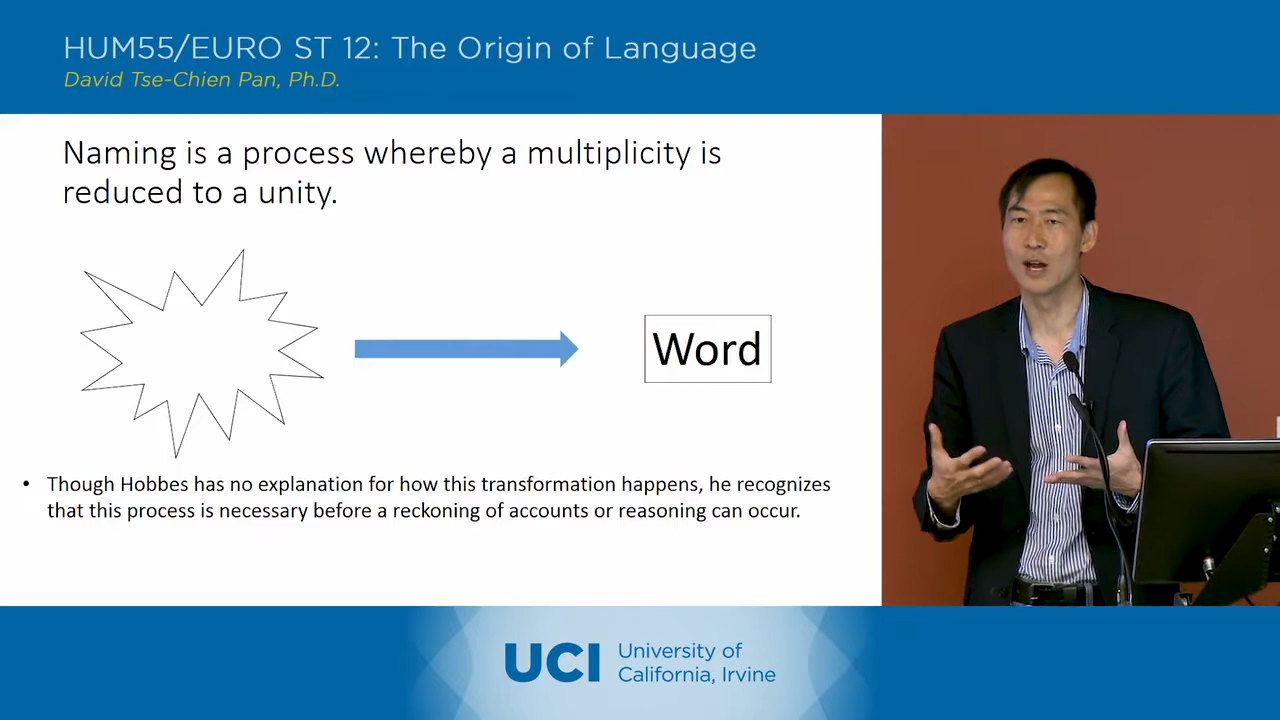 HUM55/EURO ST 12: The Origin of Language
David Tse-Chien Pan, Ph.D.
Naming is a process whereby a multiplicity is
reduced to a unity.
Word
• Though Hobbes has no explanation for how this transformation happens, he recognizes
that this process is necessary before a reckoning of accounts or reasoning can occur.
UCI
University of
California, Irvine